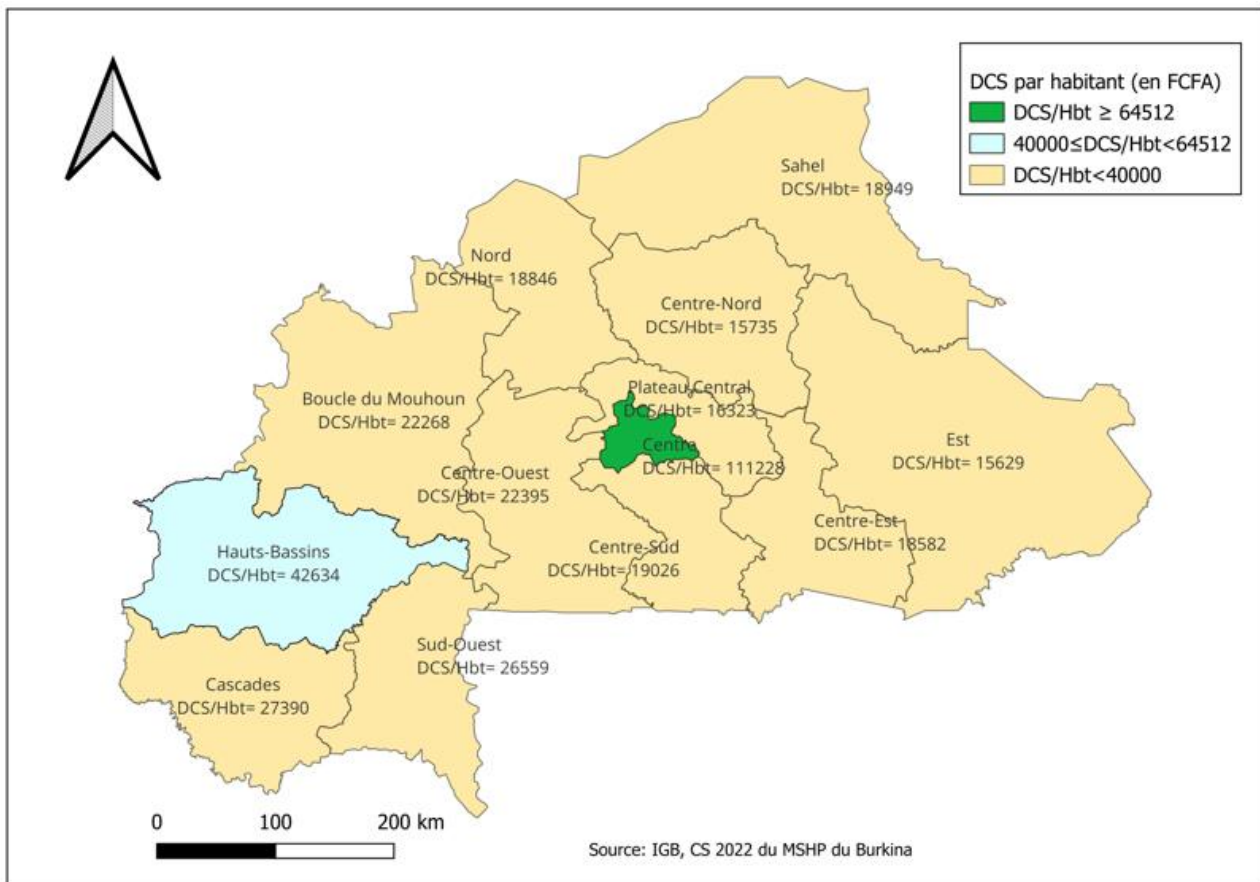 DCS par habitant (en FCFA)
DCS/Hbt ≥ 64512
40000≤DCS/Hbt<64512
DCS/Hbt<40000
Sahel
DCS/Hbt= 18949
Nord
DCS/Hbt= 18846
Centre-Nord
DCS/Hbt= 15735
Plateau Central
DCS/Hbt= 16323
Boucle du Mouhoun
DCS/Hbt= 22268
Centre
DCS/Hbt= 111228
Est
DCS/Hbt= 15629
Centre-Ouest
DCS/Hbt= 22395
Centre-Est
DCS/Hbt= 18582
Hauts-Bassins
DCS/Hbt= 42634
Centre-Sud
DCS/Hbt= 19026
Sud-Ouest
DCS/Hbt= 26559
Cascades
DCS/Hbt= 27390
0 100 200 km
Source: IGB, CS 2022 du MSHP du Burkina